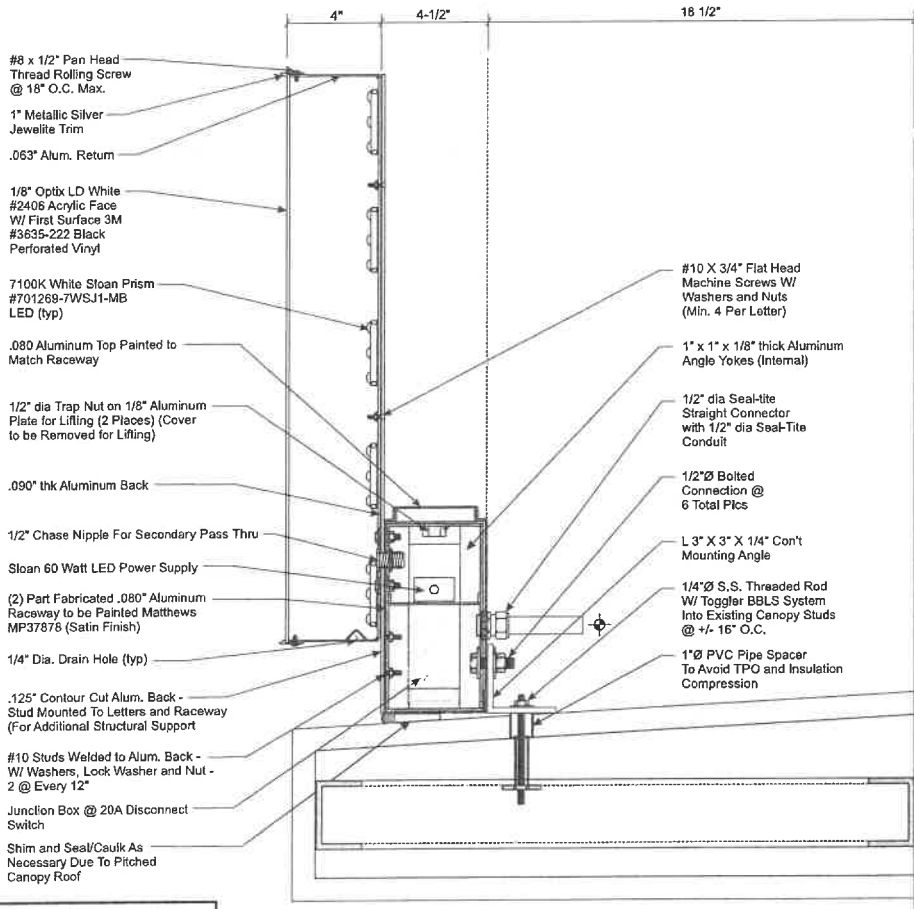 4"
4-1/2"
18 1/2"
#8 x 1/2" Pan Head
Thread Rolling Screw
@ 18" O.C. Max.
1" Metallic Silver
Jewelite Trim
.063" Alum. Return
1/8" Optix LD White
#2406 Acrylic Face
W/ First Surface 3M
#3635-222 Black
Perforated Vinyl
7100K White Sloan Prism
#701269-7WSJ1-MB
LED (typ)
.080 Aluminum Top Painted to
Match Raceway
1/2" dia Trap Nut on 1/8" Aluminum
Plate for Lifting (2 Places) (Cover
to be Removed for Lifting)
.090" thk Aluminum Back
1/2" Chase Nipple For Secondary Pass Thru
Sloan 60 Watt LED Power Supply
(2) Part Fabricated .080" Aluminum
Raceway to be Painted Matthews
MP37878 (Satin Finish)
1/4" Dia. Drain Hole (typ)
.125" Contour Cut Alum. Back -
Stud Mounted To Letters and Raceway
(For Additional Structural Support
#10 Studs Welded to Alum. Back -
W/ Washers, Lock Washer and Nut -
2 @ Every 12"
Junction Box @ 20A Disconnect
Switch
Shim and Seal/Caulk As
Necessary Due To Pitched
Canopy Roof
#10 X 3/4" Flat Head
Machine Screws W/
Washers and Nuts
(Min. 4 Per Letter)
1" x 1" x 1/8" thick Aluminum
Angle Yokes (Internal)
1/2" dia Seal-tite
Straight Connector
with 1/2" dia Seal-Tite
Conduit
1/2"Ø Bolted
Connection @
6 Total Plcs
L 3" X 3" X 1/4" Con't
Mounting Angle
1/4"Ø S.S. Threaded Rod
W/ Toggler BBLS System
Into Existing Canopy Studs
@ +/- 16" O.C.
1"Ø PVC Pipe Spacer
To Avoid TPO and Insulation
Compression